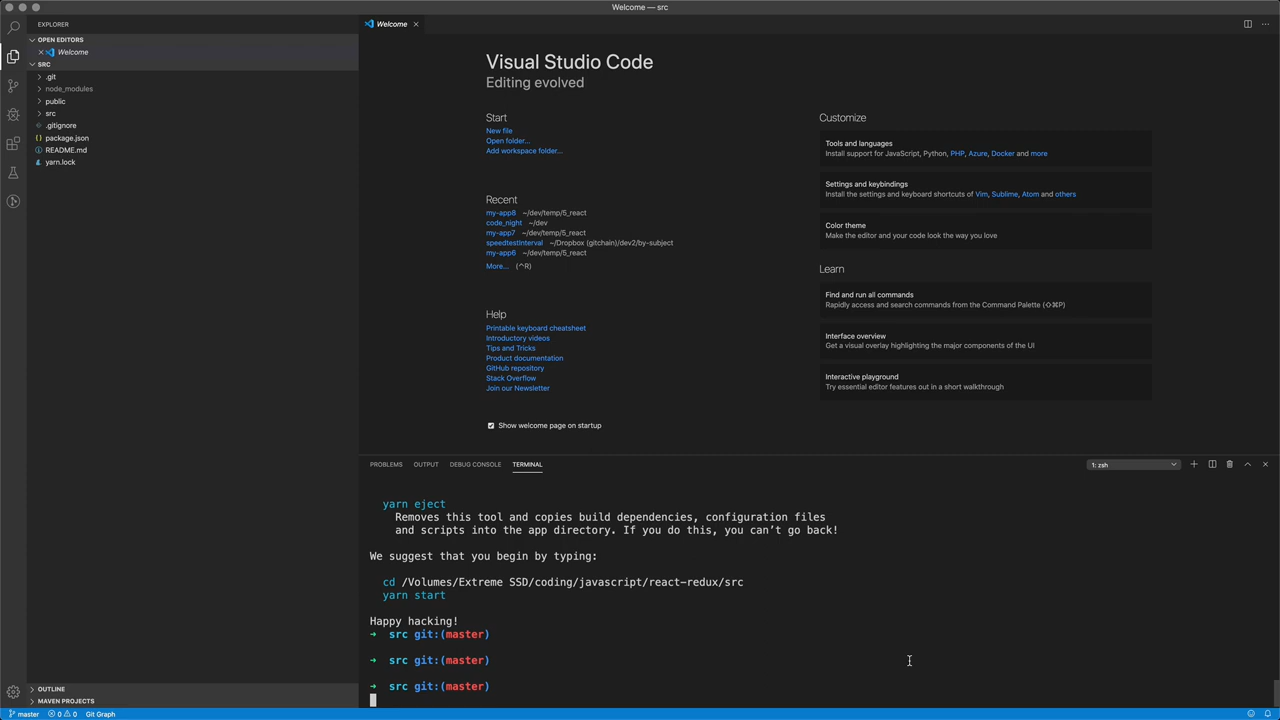 Welcome — src
EXPLORER
OPEN EDITORS
Welcome
SRC
.git
node_modules
public
src
.gitignore
package.json
README.md
yarn.lock
OUTLINE
MAVEN PROJECTS
Welcome
Visual Studio Code
Editing evolved
Start
New file
Open folder...
Add workspace folder...
Recent
my-app8 ~/dev/temp/5_react
code_night ~/dev
my-app7 ~/dev/temp/5_react
speedtestInterval ~/Dropbox (gitchain)/dev2/by-subject
my-app6 ~/dev/temp/5_react
More... (^R)
Help
Printable keyboard cheatsheet
Introductory videos
Tips and Tricks
Product documentation
GitHub repository
Stack Overflow
Join our Newsletter
Show welcome page on startup
Customize
Tools and languages
Install support for JavaScript, Python, PHP, Azure, Docker and more
Settings and keybindings
Install the settings and keyboard shortcuts of Vim, Sublime, Atom and others
Color theme
Make the editor and your code look the way you love
Learn
Find and run all commands
Rapidly access and search commands from the Command Palette (⇧⌘P)
Interface overview
Get a visual overlay highlighting the major components of the UI
Interactive playground
Try essential editor features out in a short walkthrough
PROBLEMS OUTPUT DEBUG CONSOLE TERMINAL
1: zsh
yarn eject
Removes this tool and copies build dependencies, configuration files
and scripts into the app directory. If you do this, you can’t go back!
We suggest that you begin by typing:
cd /Volumes/Extreme SSD/coding/javascript/react-redux/src
yarn start
Happy hacking!
→ src git:(master)
→ src git:(master)
→ src git:(master)
master 0 0 Git Graph